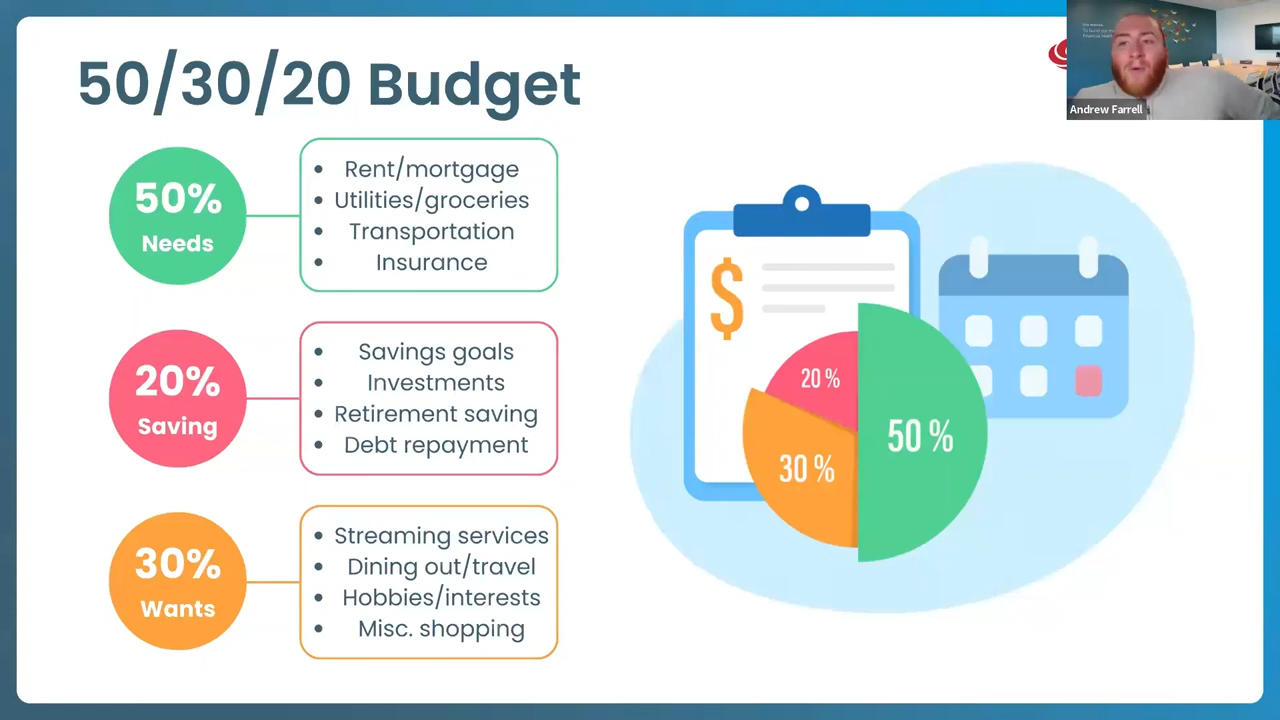 50/30/20 Budget
50%
Needs
• Rent/mortgage
• Utilities/groceries
• Transportation
• Insurance
20%
Saving
• Savings goals
• Investments
• Retirement saving
• Debt repayment
30%
Wants
• Streaming services
• Dining out/travel
• Hobbies/interests
• Misc. shopping
$
20 %
50 %
30 %
Andrew Farrell